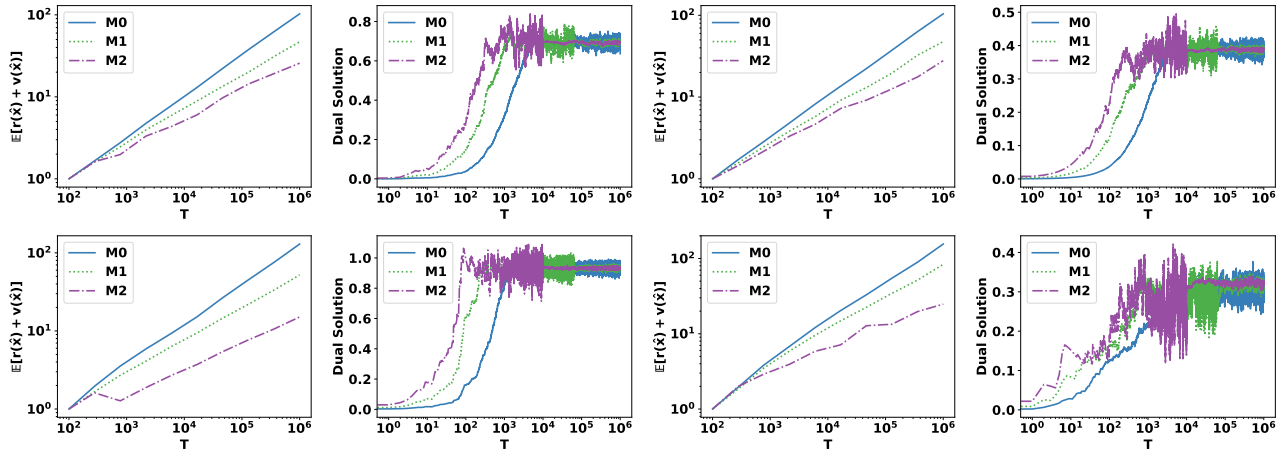 10²
10¹
10⁰
𝔼[r(x̂) + v(x̂)]
M0
M1
M2
10² 10³ 10⁴ 10⁵ 10⁶
T
0.8
0.6
0.4
0.2
0.0
Dual Solution
M0
M1
M2
10⁰ 10¹ 10² 10³ 10⁴ 10⁵ 10⁶
T
10²
10¹
10⁰
𝔼[r(x̂) + v(x̂)]
M0
M1
M2
10² 10³ 10⁴ 10⁵ 10⁶
T
0.5
0.4
0.3
0.2
0.1
0.0
Dual Solution
M0
M1
M2
10⁰ 10¹ 10² 10³ 10⁴ 10⁵ 10⁶
T
10²
10¹
10⁰
𝔼[r(x̂) + v(x̂)]
M0
M1
M2
10² 10³ 10⁴ 10⁵ 10⁶
T
1.0
0.8
0.6
0.4
0.2
0.0
Dual Solution
M0
M1
M2
10⁰ 10¹ 10² 10³ 10⁴ 10⁵ 10⁶
T
10²
10¹
10⁰
𝔼[r(x̂) + v(x̂)]
M0
M1
M2
10² 10³ 10⁴ 10⁵ 10⁶
T
0.4
0.3
0.2
0.1
0.0
Dual Solution
M0
M1
M2
10⁰ 10¹ 10² 10³ 10⁴ 10⁵ 10⁶
T